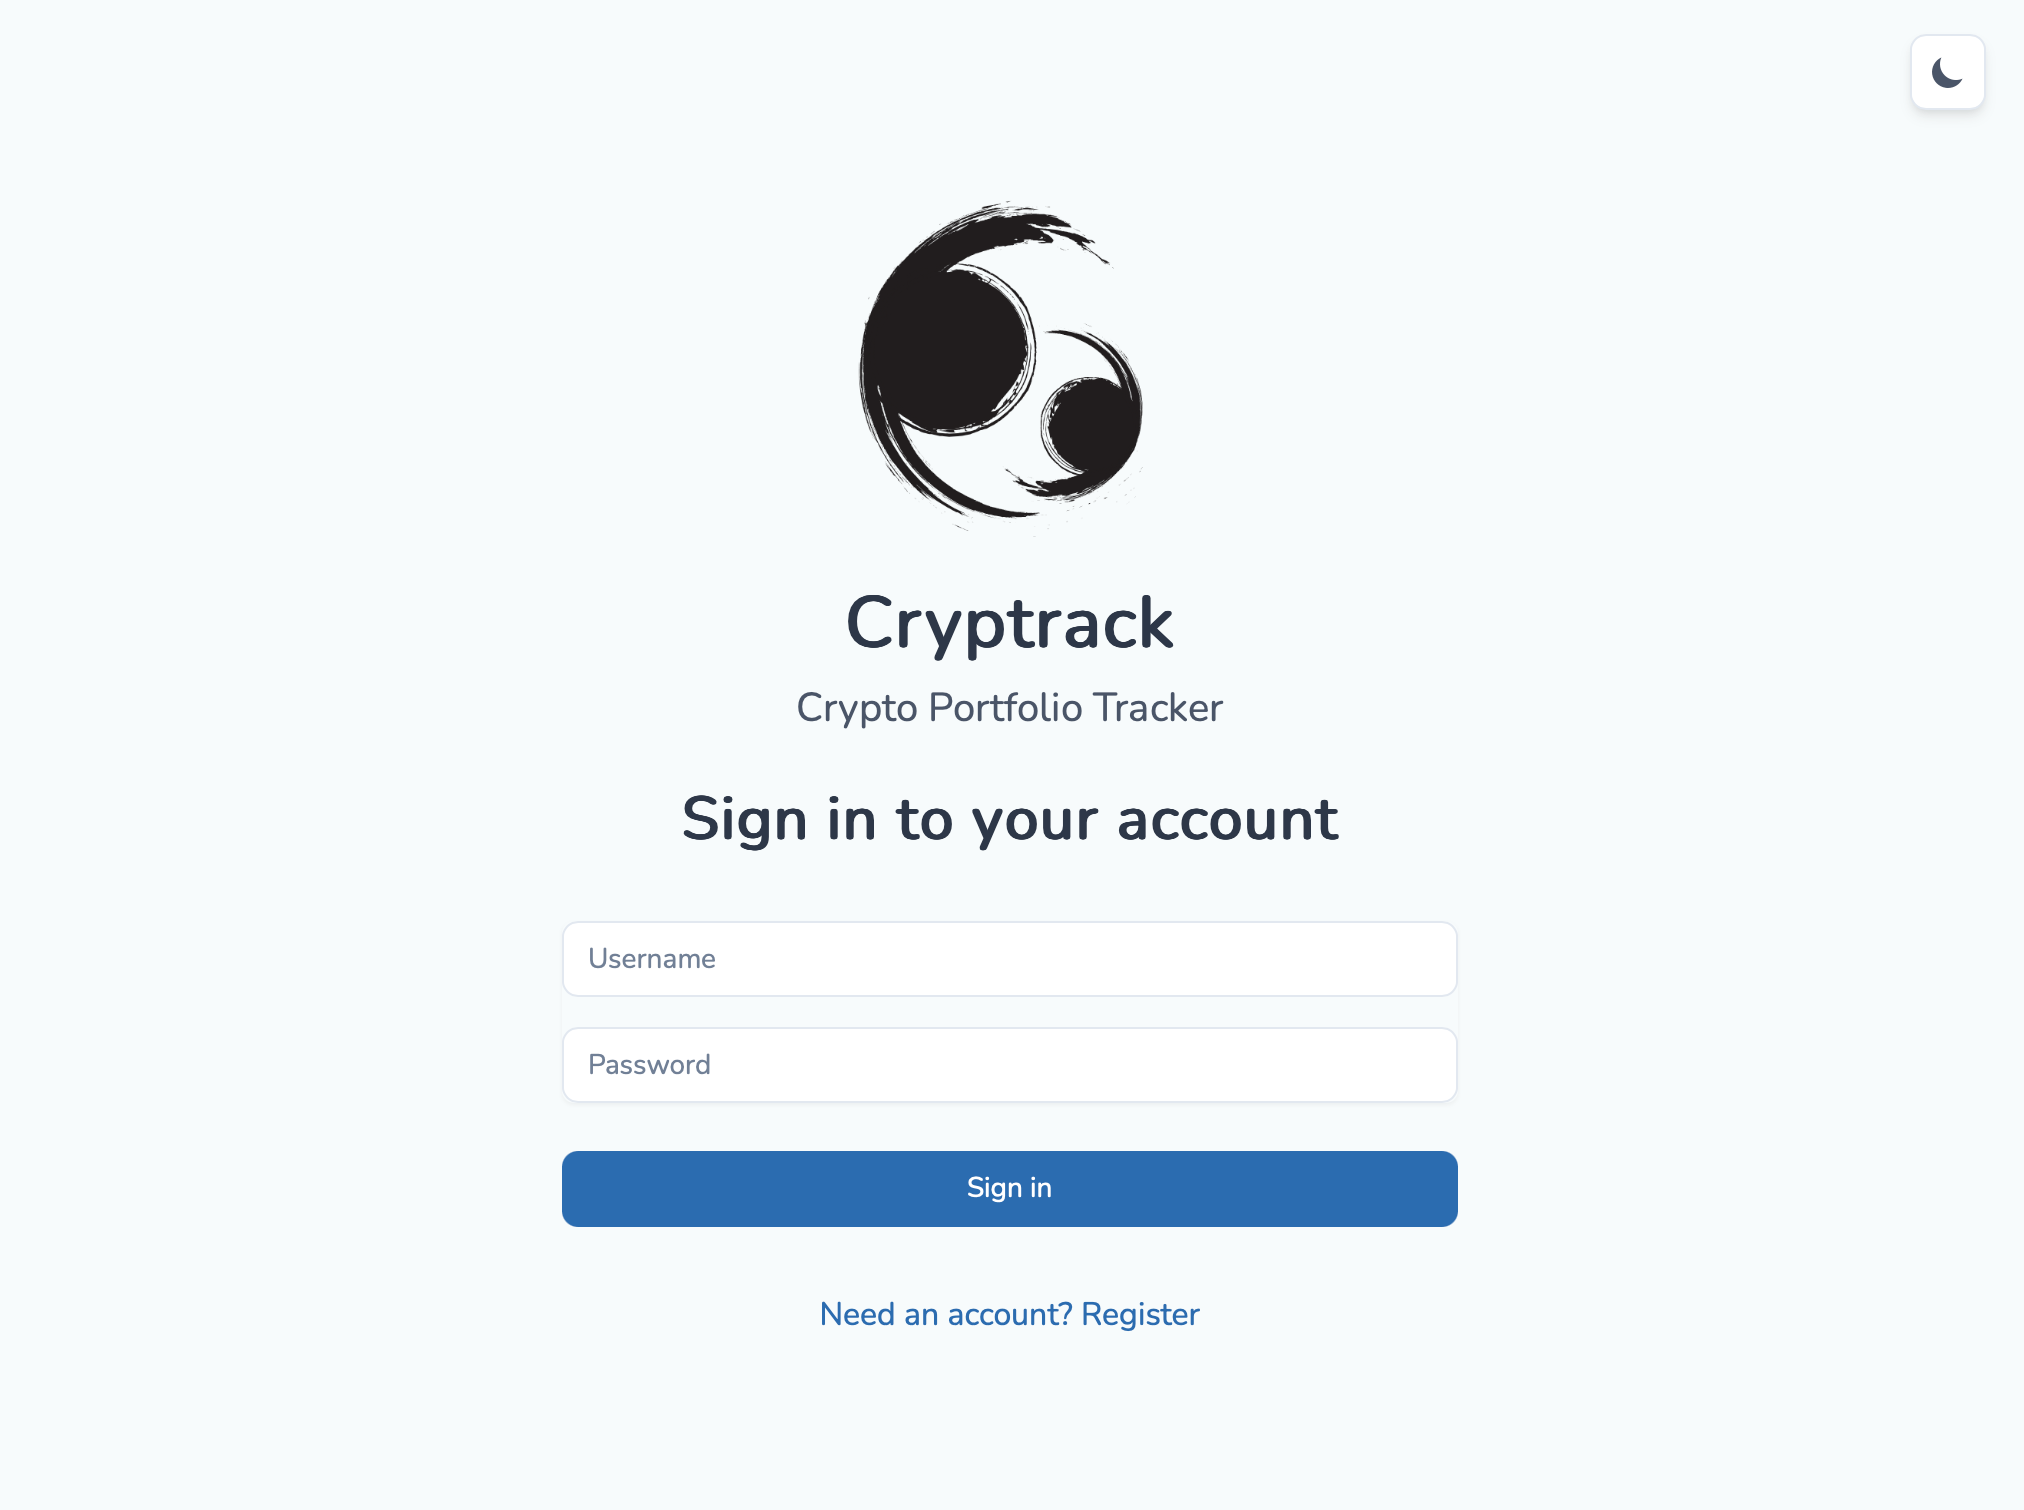 Cryptrack
Crypto Portfolio Tracker
Sign in to your account
Username
Password
Sign in
Need an account? Register